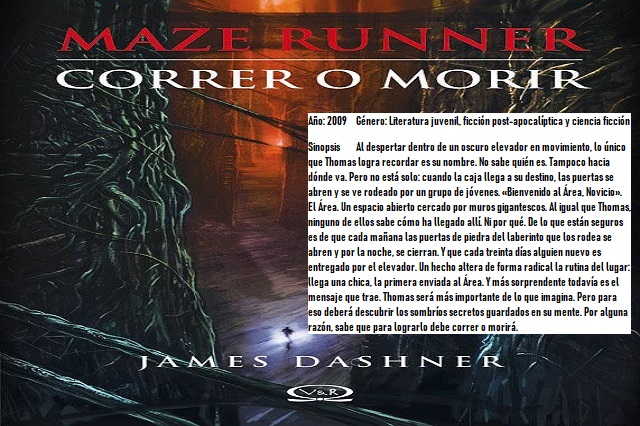 MAZE RUNNER
CORRER O MORIR
Año: 2009 Género: Literatura juvenil, ficción post-apocalíptica y ciencia ficción
Sinopsis Al despertar dentro de un oscuro elevador en movimiento, lo único
que Thomas logra recordar es su nombre. No sabe quién es. Tampoco hacia
dónde va. Pero no está solo: cuando la caja llega a su destino, las puertas se
abren y se ve rodeado por un grupo de jóvenes. «Bienvenido al Área, Novicio».
El Área. Un espacio abierto cercado por muros gigantescos. Al igual que Thomas,
ninguno de ellos sabe cómo ha llegado allí. Ni por qué. De lo que están seguros
es de que cada mañana las puertas de piedra del laberinto que los rodea se
abren y por la noche, se cierran. Y que cada treinta días alguien nuevo es
entregado por el elevador. Un hecho altera de forma radical la rutina del lugar:
llega una chica, la primera enviada al Área. Y más sorprendente todavía es el
mensaje que trae. Thomas será más importante de lo que imagina. Pero para
eso deberá descubrir los sombríos secretos guardados en su mente. Por alguna
razón, sabe que para lograrlo debe correr o morirá.
JAMES DASHNER
V&R